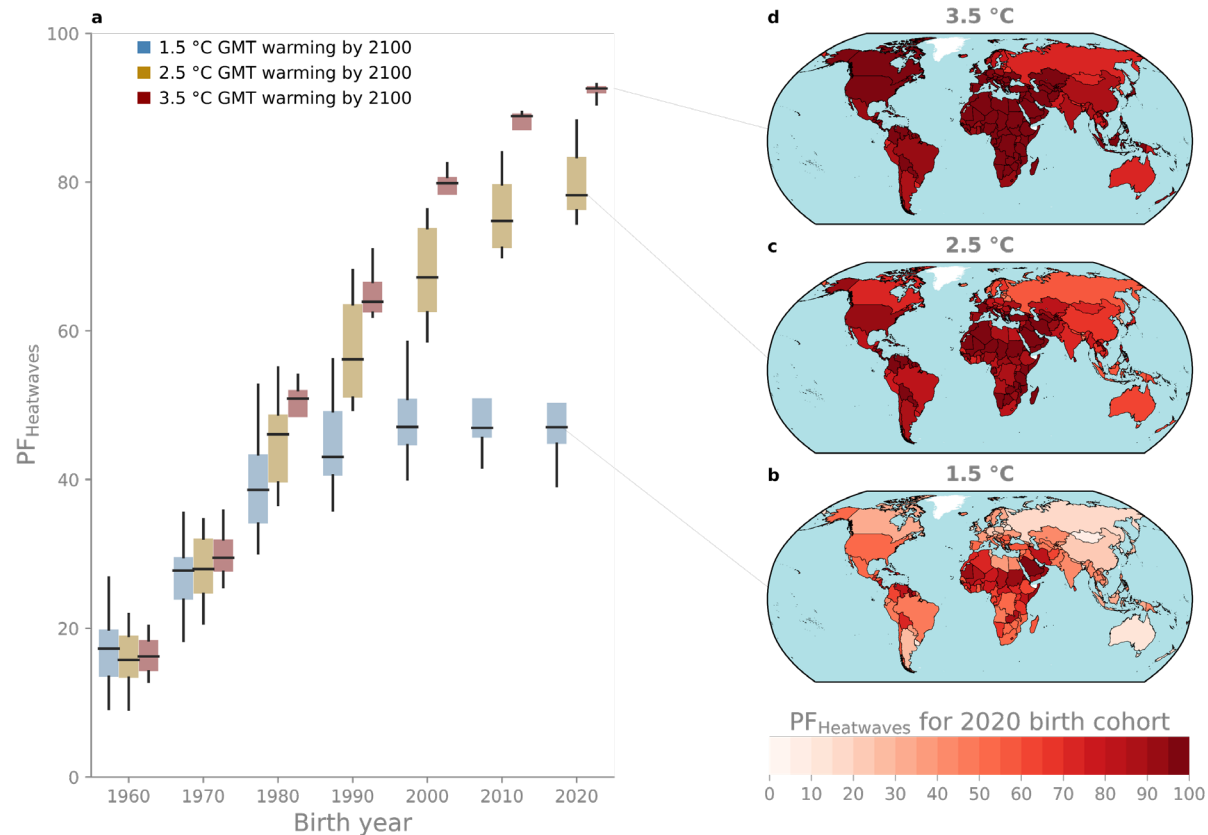 a
1.5 °C GMT warming by 2100
2.5 °C GMT warming by 2100
3.5 °C GMT warming by 2100
PFHeatwaves
100
80
60
40
20
0
1960 1970 1980 1990 2000 2010 2020
Birth year
d
3.5 °C
c
2.5 °C
b
1.5 °C
PFHeatwaves for 2020 birth cohort
0 10 20 30 40 50 60 70 80 90 100